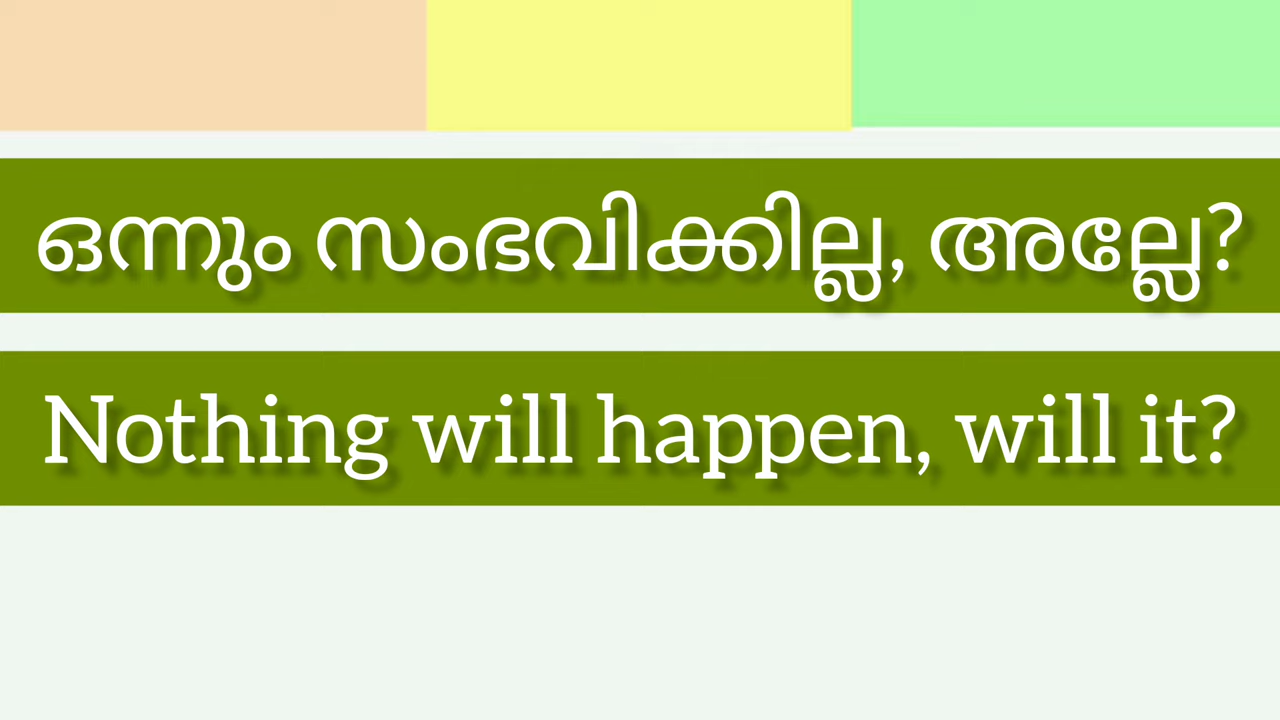 ഒന്നും സംഭവിക്കില്ല, അല്ലേ?
Nothing will happen, will it?